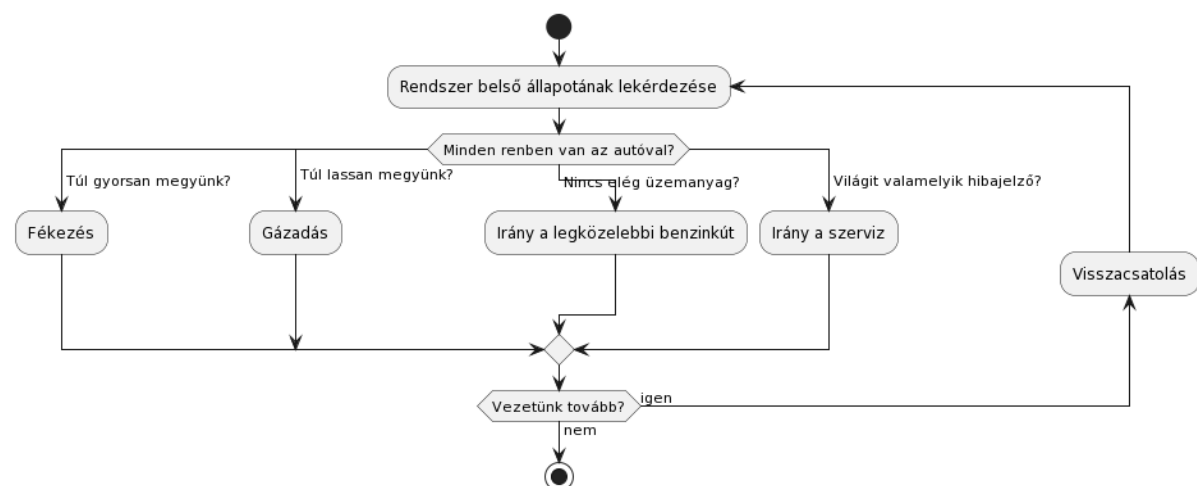 Rendszer belső állapotának lekérdezése
Minden renben van az autóval?
Túl gyorsan megyünk?
Túl lassan megyünk?
Nincs elég üzemanyag?
Világit valamelyik hibajelző?
Fékezés
Gázadás
Irány a legközelebbi benzinkút
Irány a szerviz
Visszacsatolás
Vezetünk tovább?
igen
nem